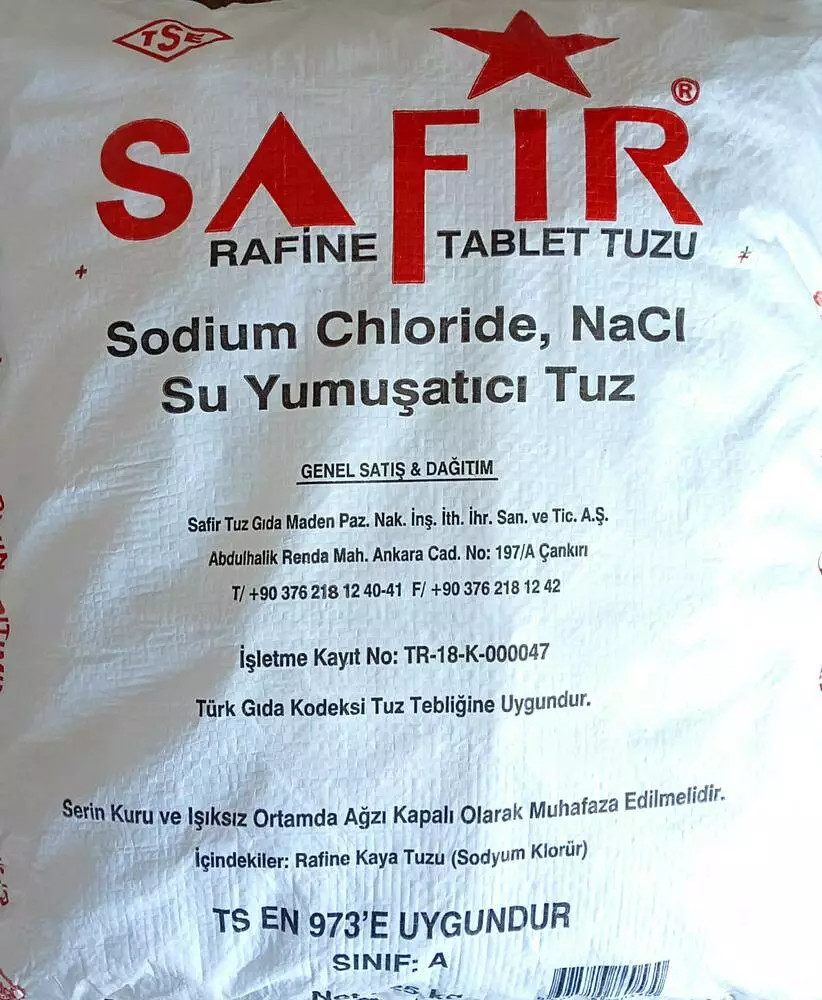 TSE
SAFİR ®
RAFİNE TABLET TUZU
Sodium Chloride, NaCl
Su Yumuşatıcı Tuz
GENEL SATIŞ & DAĞITIM
Safir Tuz Gıda Maden Paz. Nak. İnş. İth. İhr. San. ve Tic. A.Ş.
Abdulhalik Renda Mah. Ankara Cad. No: 197/A Çankırı
T/ +90 376 218 12 40-41 F/ +90 376 218 12 42
İşletme Kayıt No: TR-18-K-000047
Türk Gıda Kodeksi Tuz Tebliğine Uygundur.
Serin Kuru ve Işıksız Ortamda Ağzı Kapalı Olarak Muhafaza Edilmelidir.
İçindekiler: Rafine Kaya Tuzu (Sodyum Klorür)
TS EN 973'E UYGUNDUR
SINIF: A